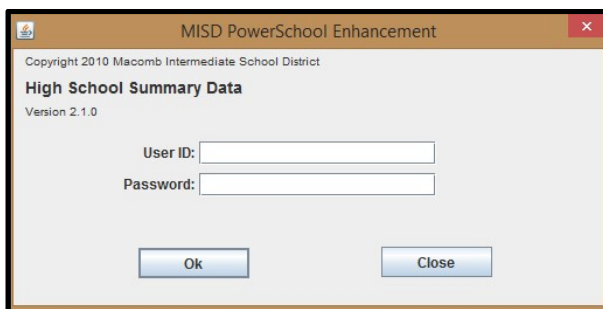 MISD PowerSchool Enhancement
Copyright 2010 Macomb Intermediate School District
High School Summary Data
Version 2.1.0
User ID:
Password:
Ok Close